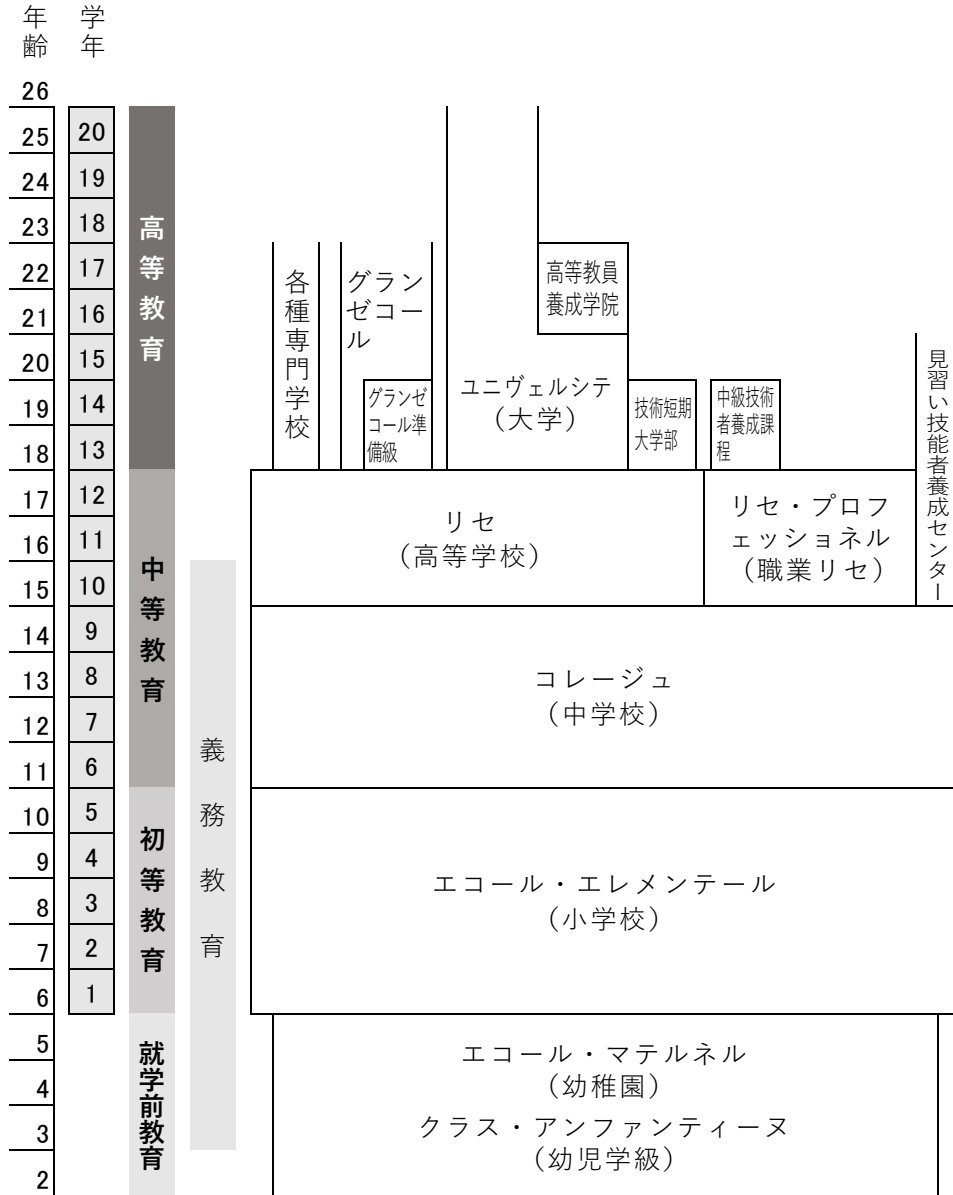 年齢
学年
26
25
24
23
22
21
20
19
18
17
16
15
14
13
12
11
10
9
8
7
6
5
4
3
2
20
19
18
17
16
15
14
13
12
11
10
9
8
7
6
5
4
3
2
1
高等教育
中等教育
初等教育
就学前教育
義務教育
各種専門学校
グラン
ゼコー
ル
グランゼ
コール準
備級
ユニヴェルシテ
（大学）
高等教員
養成学院
技術短期
大学部
中級技術
者養成課
程
見習い技能者養成センター
リセ
（高等学校）
リセ・プロフ
ェッショネル
（職業リセ）
コレージュ
（中学校）
エコール・エレメンテール
（小学校）
エコール・マテルネル
（幼稚園）
クラス・アンファンティーヌ
（幼児学級）